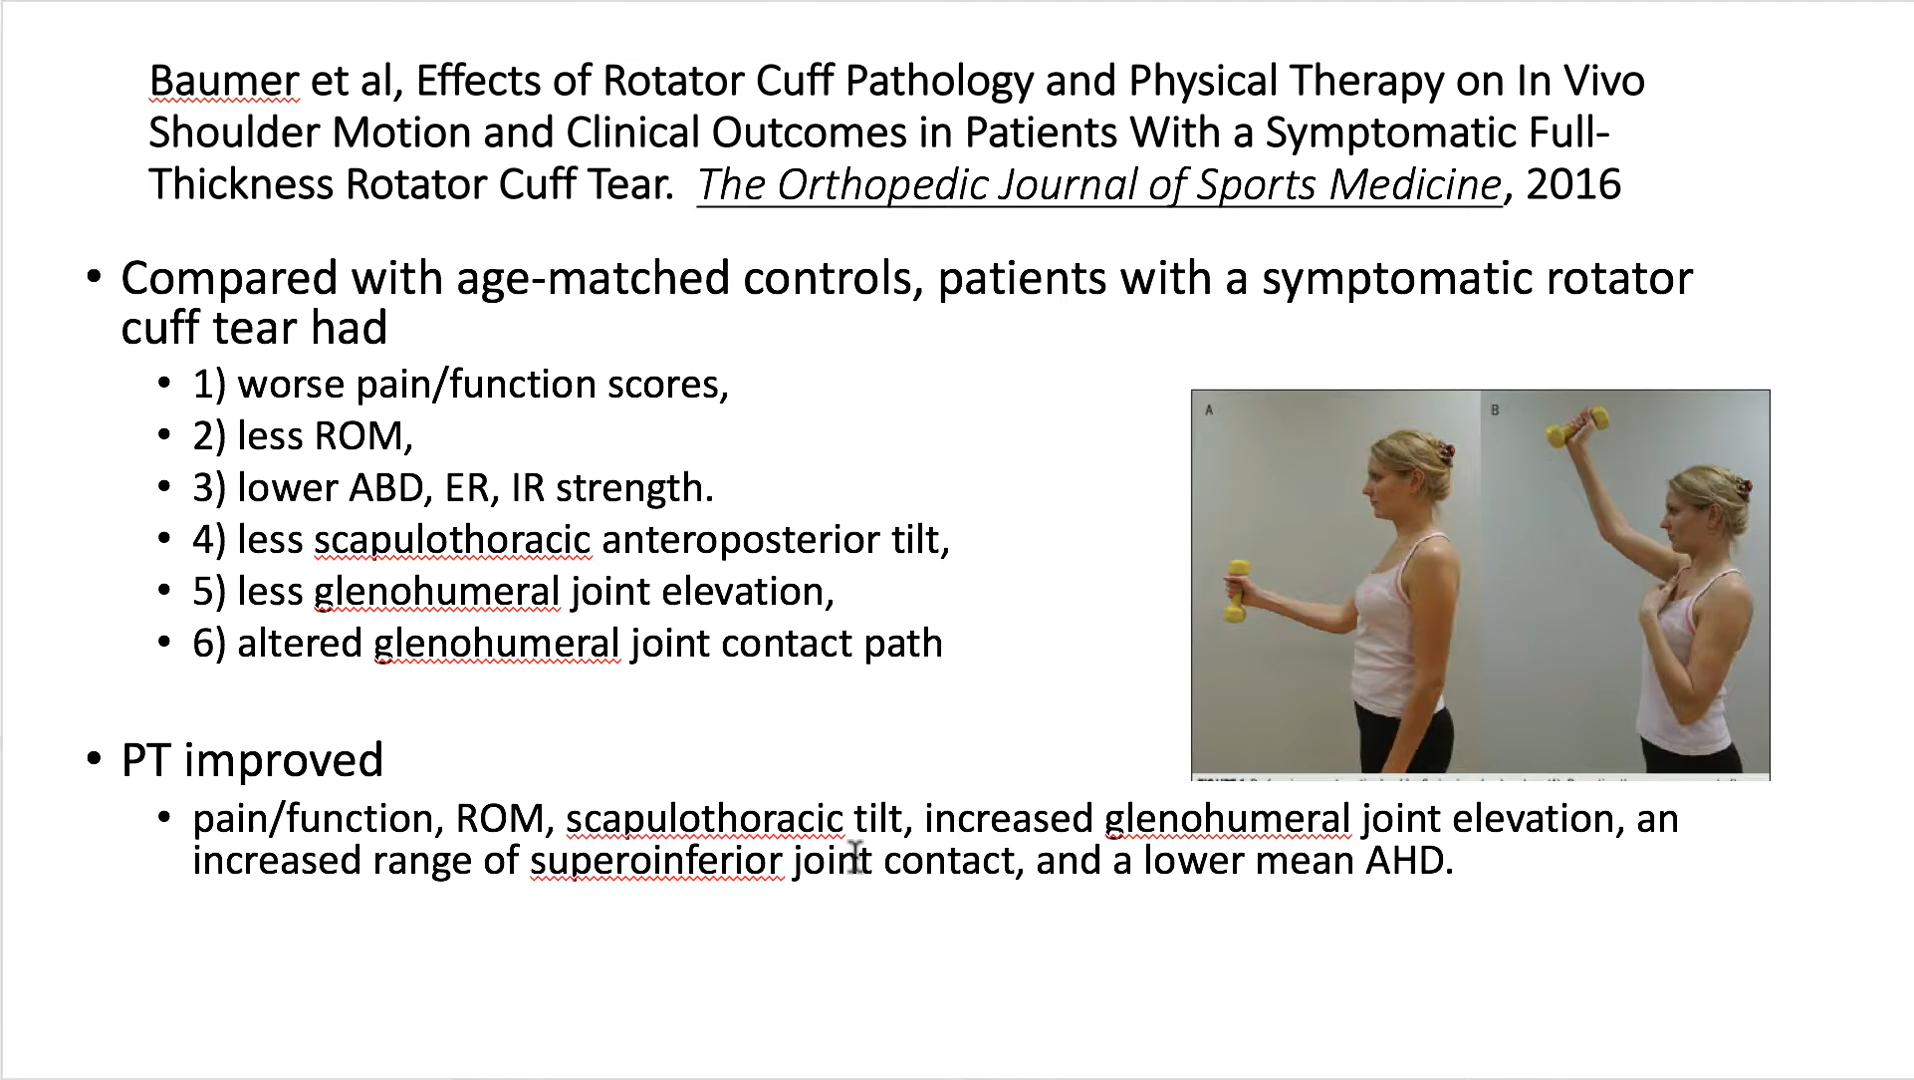 Baumer et al, Effects of Rotator Cuff Pathology and Physical Therapy on In Vivo
Shoulder Motion and Clinical Outcomes in Patients With a Symptomatic Full-
Thickness Rotator Cuff Tear. The Orthopedic Journal of Sports Medicine, 2016
• Compared with age-matched controls, patients with a symptomatic rotator
cuff tear had
• 1) worse pain/function scores,
• 2) less ROM,
• 3) lower ABD, ER, IR strength.
• 4) less scapulothoracic anteroposterior tilt,
• 5) less glenohumeral joint elevation,
• 6) altered glenohumeral joint contact path
A
B
• PT improved
• pain/function, ROM, scapulothoracic tilt, increased glenohumeral joint elevation, an
increased range of superoinferior joint contact, and a lower mean AHD.